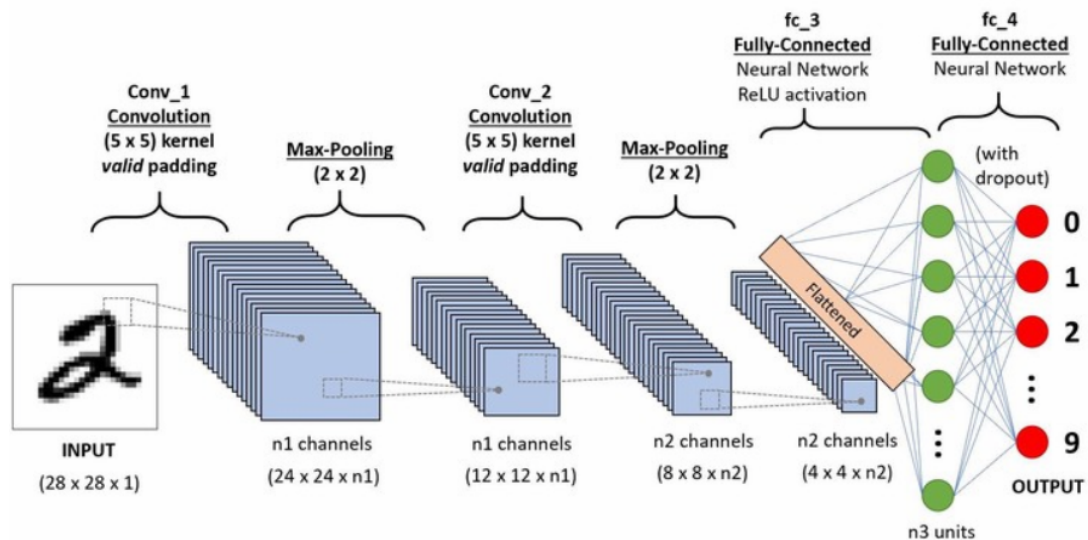 fc_3
Fully-Connected
Neural Network
ReLU activation
fc_4
Fully-Connected
Neural Network
Conv_1
Convolution
(5 x 5) kernel
valid padding
Max-Pooling
(2 x 2)
Conv_2
Convolution
(5 x 5) kernel
valid padding
Max-Pooling
(2 x 2)
(with
dropout)
Flattened
0
1
2
9
INPUT
(28 x 28 x 1)
n1 channels
(24 x 24 x n1)
n1 channels
(12 x 12 x n1)
n2 channels
(8 x 8 x n2)
n2 channels
(4 x 4 x n2)
n3 units
OUTPUT